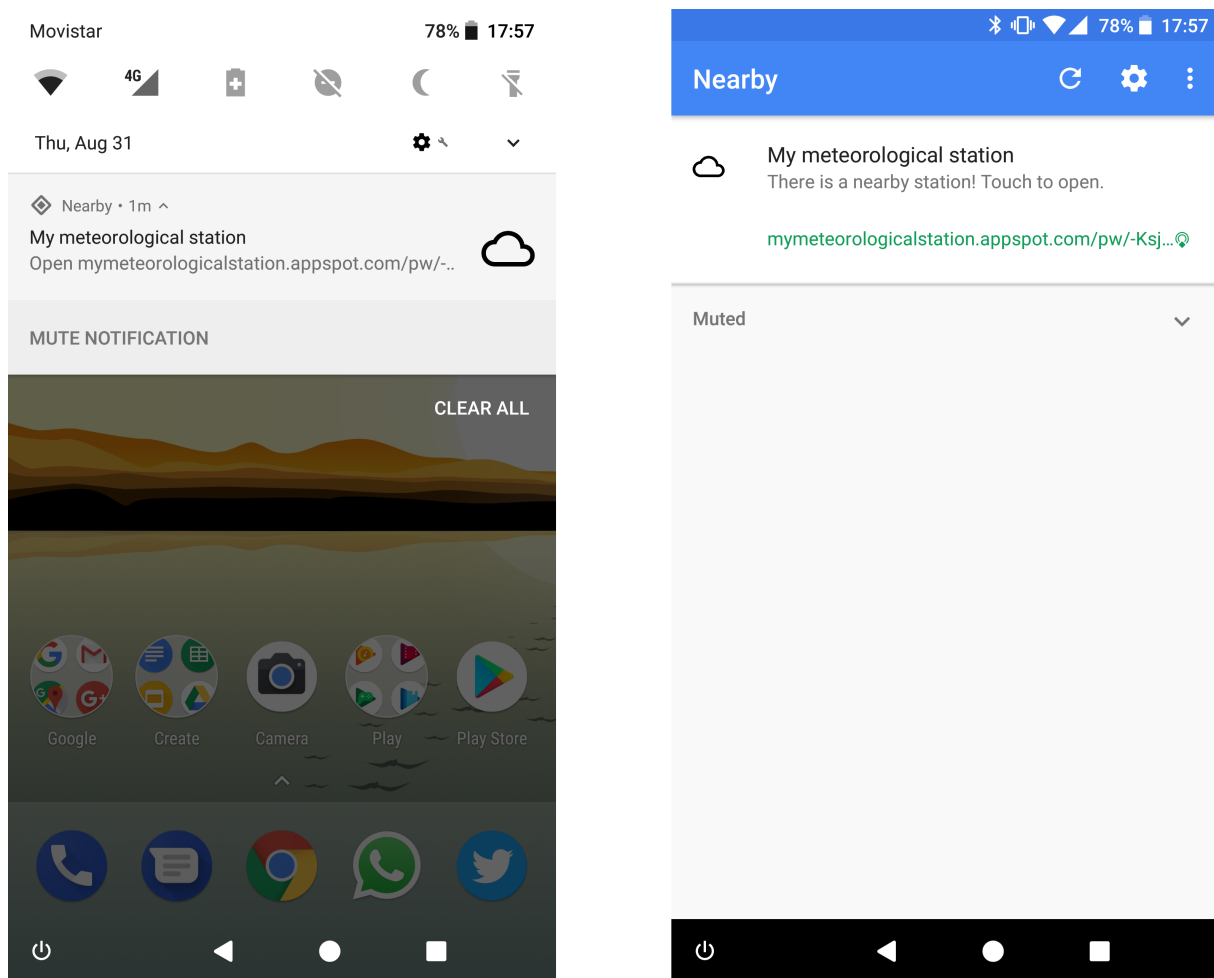 Movistar
78% 17:57
4G
Thu, Aug 31
Nearby • 1m
My meteorological station
Open mymeteorologicalstation.appspot.com/pw/-..
MUTE NOTIFICATION
CLEAR ALL
Google Create Camera Play Play Store
78% 17:57
Nearby
My meteorological station
There is a nearby station! Touch to open.
mymeteorologicalstation.appspot.com/pw/-Ksj...
Muted